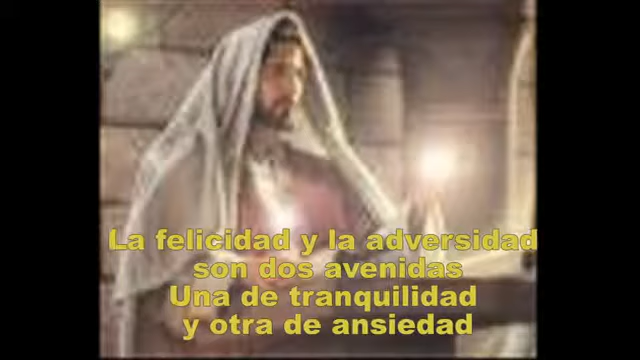 La felicidad y la adversidad
son dos avenidas
Una de tranquilidad
y otra de ansiedad